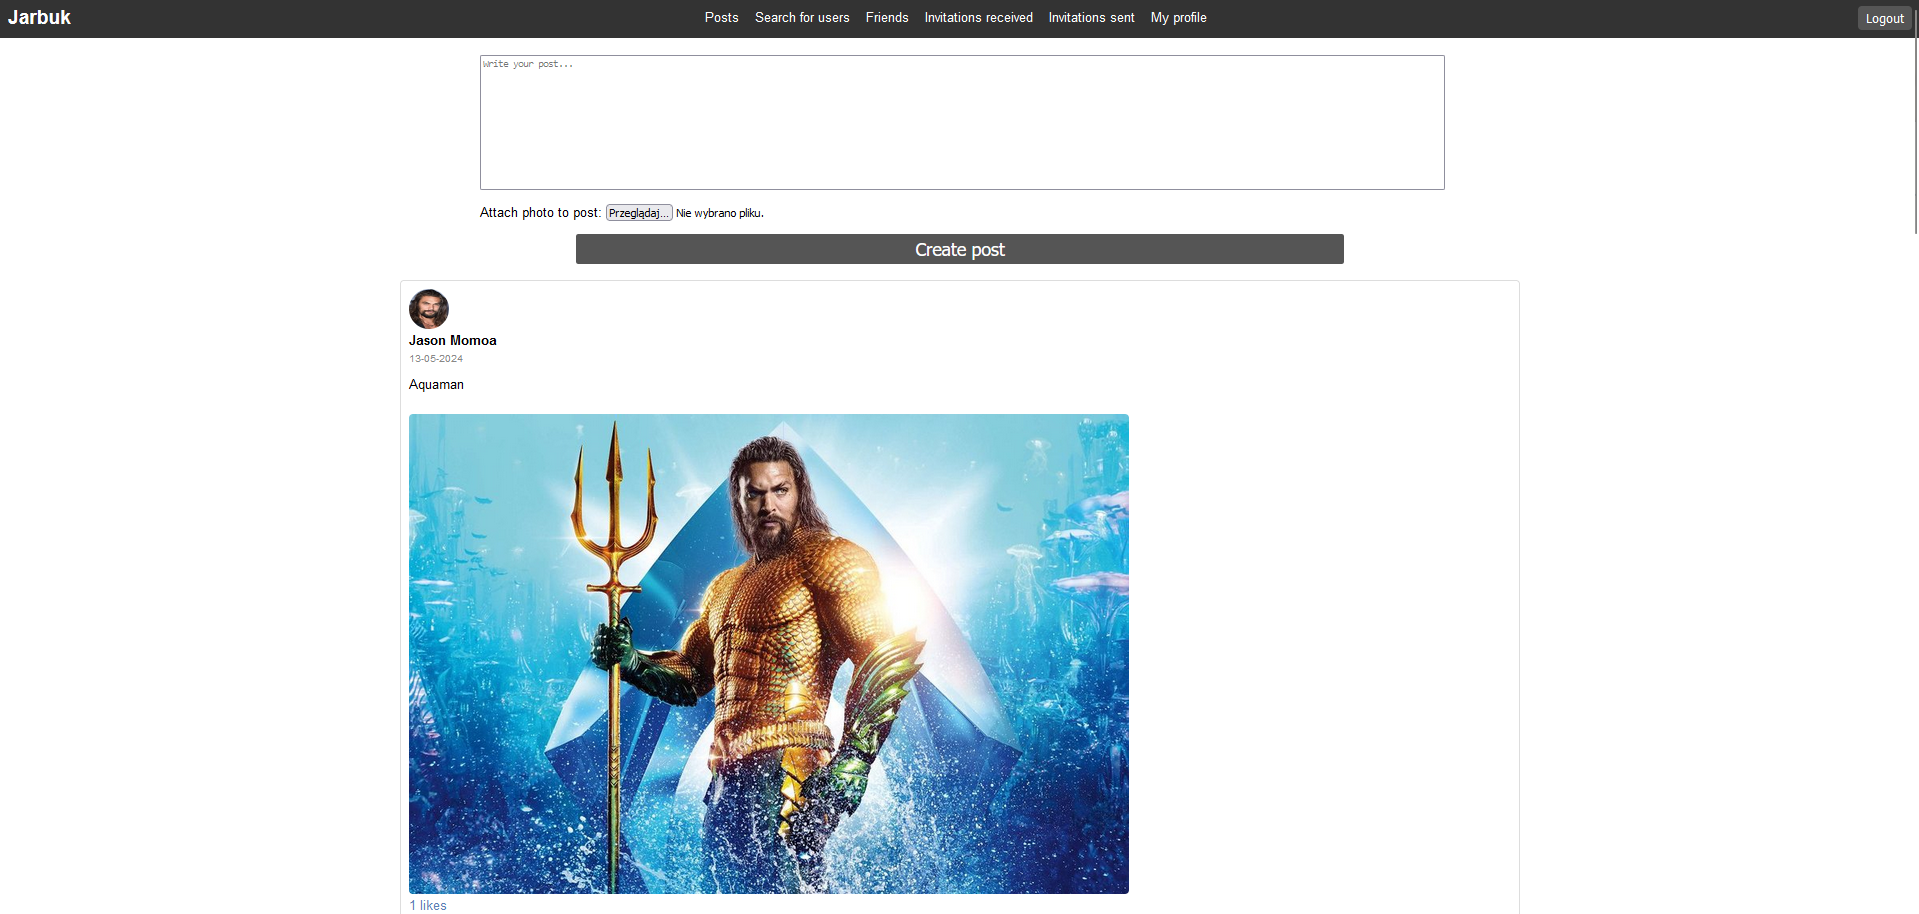 Jarbuk
Posts Search for users Friends Invitations received Invitations sent My profile
Logout
Write your post...
Attach photo to post: Przeglądaj... Nie wybrano pliku.
Create post
Jason Momoa
13-05-2024
Aquaman
1 likes